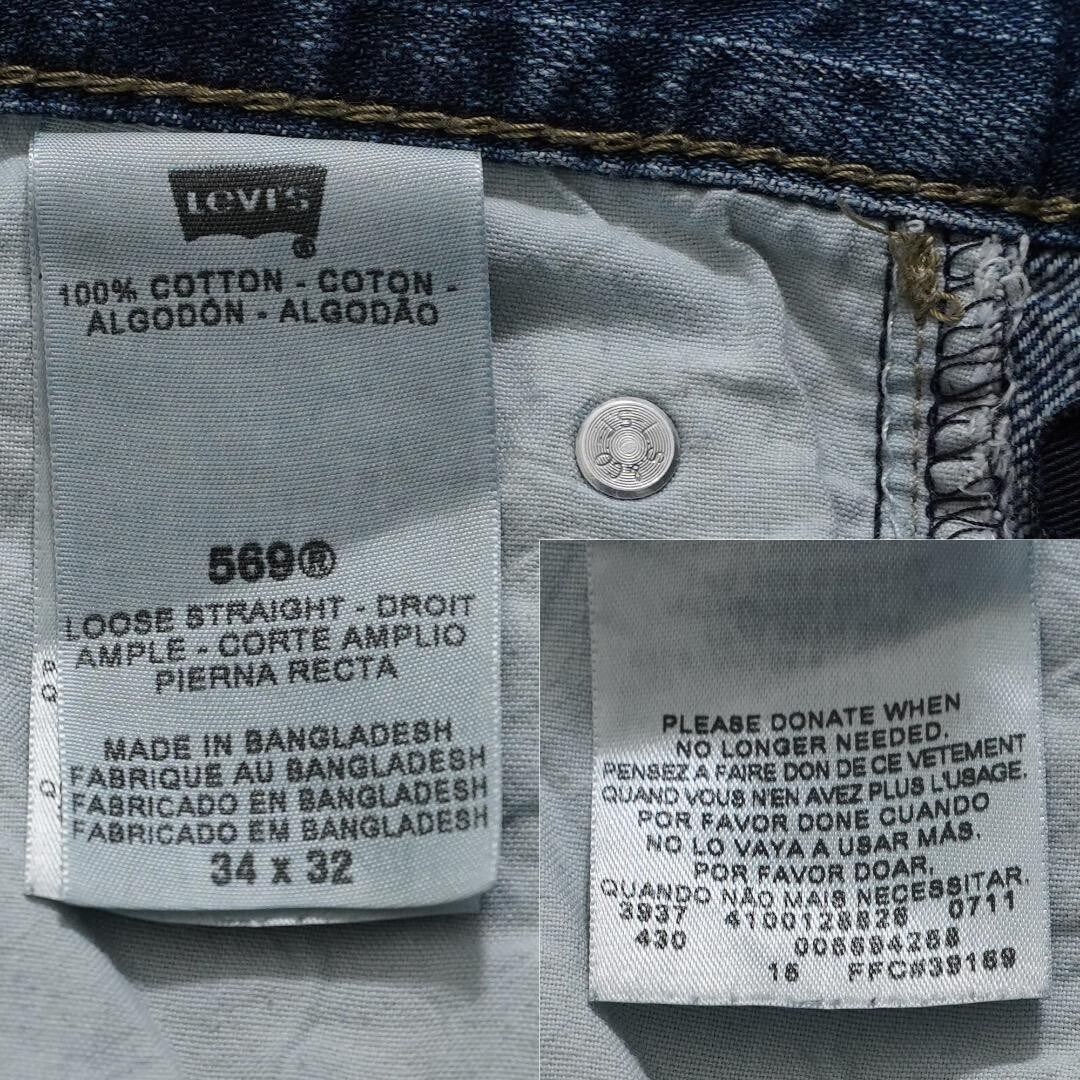 Levi's
®
100% COTTON - COTON -
ALGODÓN - ALGODÃO
569®
LOOSE STRAIGHT - DROIT
AMPLE - CORTE AMPLIO
PIERNA RECTA
MADE IN BANGLADESH
FABRIQUE AU BANGLADESH
FABRICADO EN BANGLADESH
FABRICADO EM BANGLADESH
34 x 32
PLEASE DONATE WHEN
NO LONGER NEEDED.
PENSEZ A FAIRE DON DE CE VETEMENT
QUAND VOUS N'EN AVEZ PLUS L'USAGE.
POR FAVOR DONE CUANDO
NO LO VAYA A USAR MÁS.
POR FAVOR DOAR,
QUANDO NÃO MAIS NECESSITAR.
3937 4100128826 0711
430
16 FFC#39169